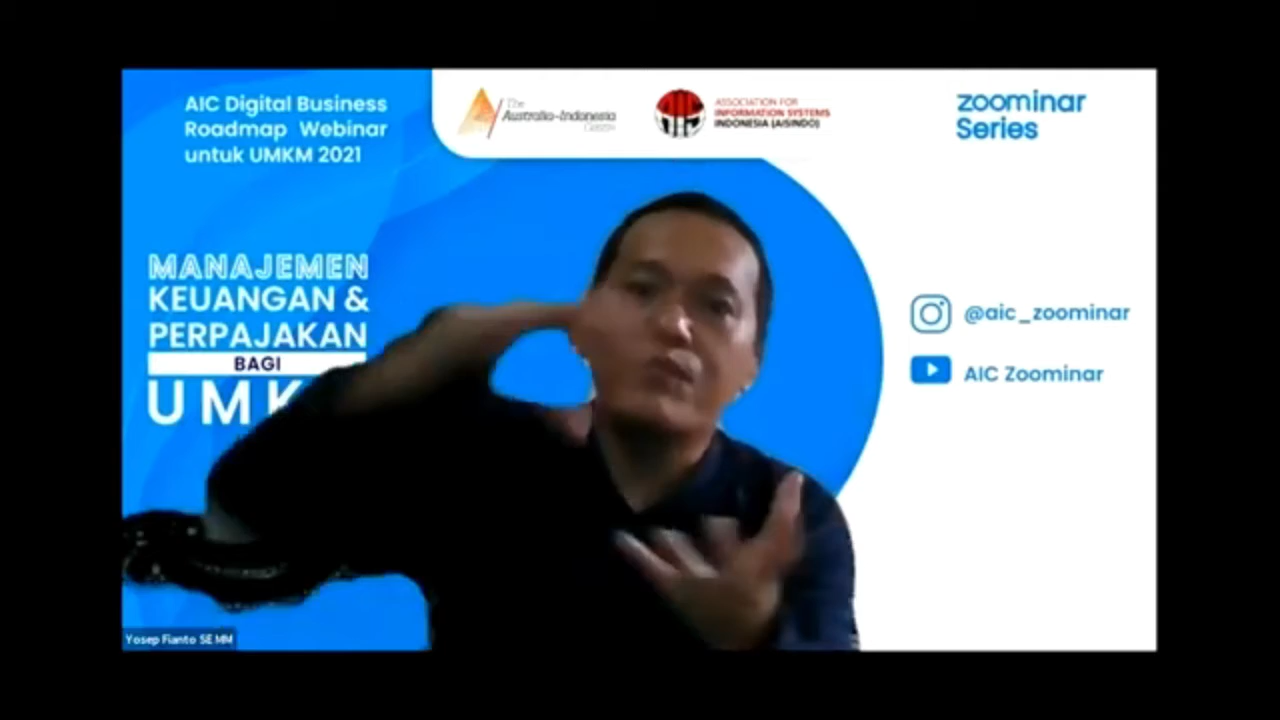 AIC Digital Business
Roadmap Webinar
untuk UMKM 2021
The
Australia-Indonesia
Centre
ASSOCIATION FOR
INFORMATION SYSTEMS
INDONESIA (AISINDO)
zoominar
Series
MANAJEMEN
KEUANGAN &
PERPAJAKAN
BAGI
UMK
@aic_zoominar
AIC Zoominar
Yosep Fianto SE MM